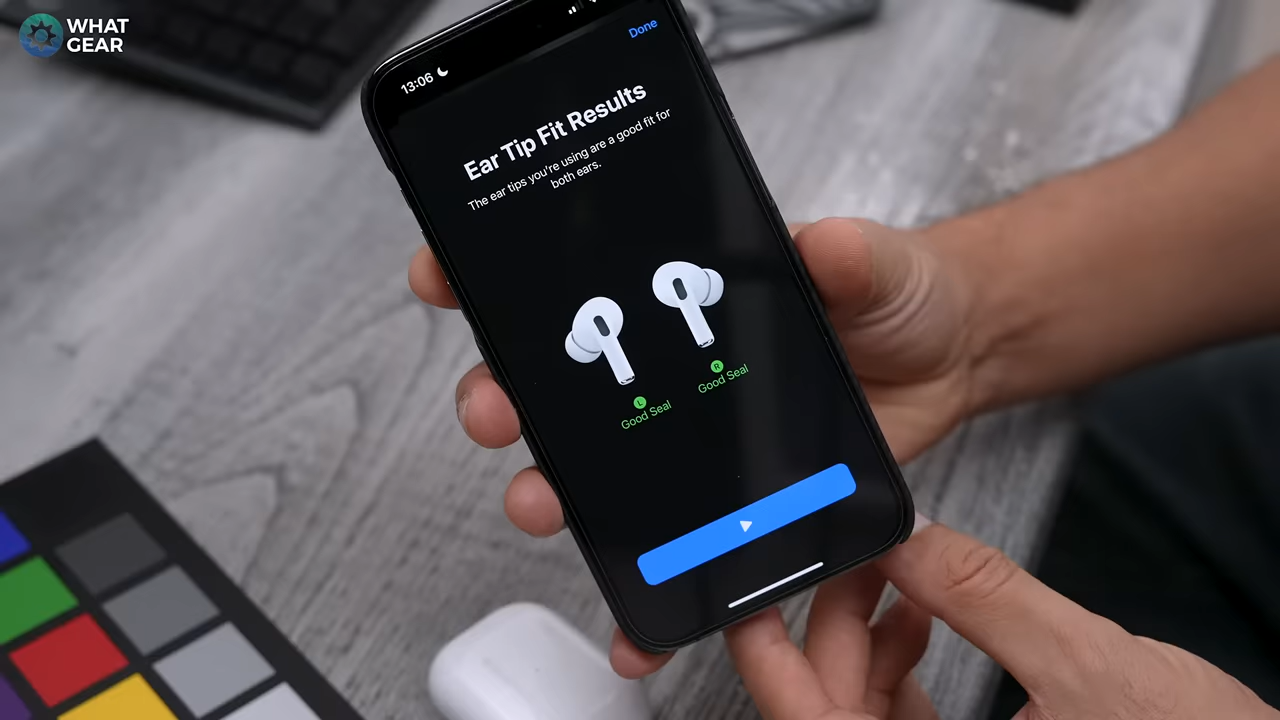 WHAT
GEAR
13:06
Done
Ear Tip Fit Results
The ear tips you're using are a good fit for
both ears.
L
Good Seal
R
Good Seal